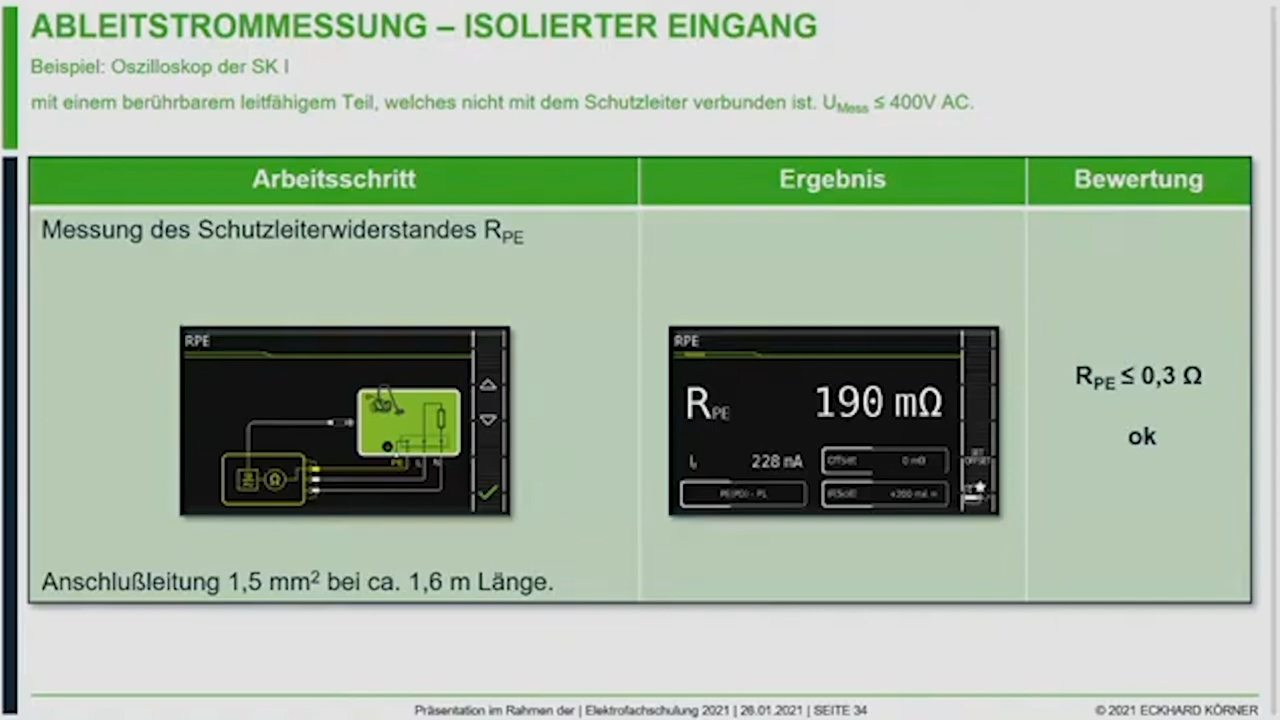 ABLEITSTROMMESSUNG – ISOLIERTER EINGANG
Beispiel: Oszilloskop der SK I
mit einem berührbarem leitfähigem Teil, welches nicht mit dem Schutzleiter verbunden ist. UMess ≤ 400V AC.
Arbeitsschritt
Ergebnis
Bewertung
Messung des Schutzleiterwiderstandes RPE
RPE
PE L N
Ω
RPE
RPE 190 mΩ
228 mA
Offset 0 mΩ
SET OFFSET
RPE ≤ 0,3 Ω
ok
Anschlußleitung 1,5 mm² bei ca. 1,6 m Länge.
Präsentation im Rahmen der | Elektrofachschulung 2021 | 26.01.2021 | SEITE 34
© 2021 ECKHARD KÖRNER